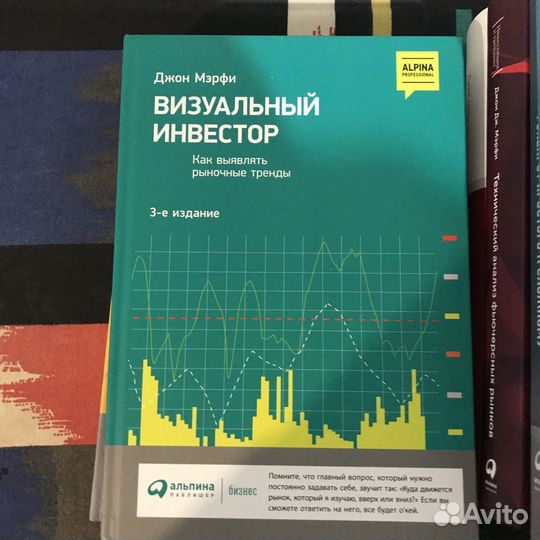 Джон Мэрфи
ALPINA
PROFESSIONAL
ВИЗУАЛЬНЫЙ
ИНВЕСТОР
Как выявлять
рыночные тренды
3-е издание
альпина
ПАБЛИШЕР
бизнес
Помните, что главный вопрос, который нужно
постоянно задавать себе, звучит так: «Куда движется
рынок, который я изучаю, вверх или вниз?» Если вы
сможете ответить на него, все будет о'кей.
Джон Дж. Мэрфи
Технический анализ фьючерсных рынков
Avito